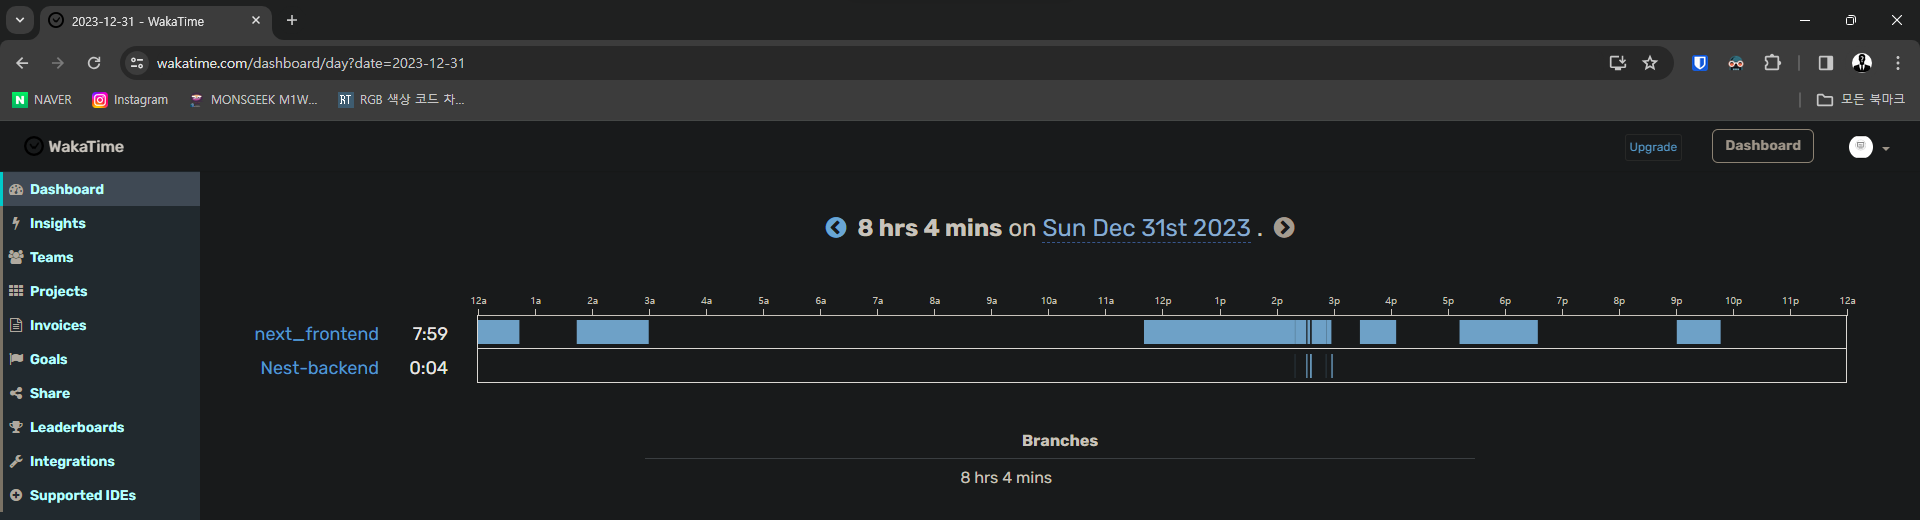 2023-12-31 - WakaTime
wakatime.com/dashboard/day?date=2023-12-31
NAVER Instagram MONSGEEK M1W... RT RGB 색상 코드 차... 모든 북마크
WakaTime Upgrade Dashboard
Dashboard
Insights
Teams
Projects
Invoices
Goals
Share
Leaderboards
Integrations
Supported IDEs
8 hrs 4 mins on Sun Dec 31st 2023 .
12a 1a 2a 3a 4a 5a 6a 7a 8a 9a 10a 11a 12p 1p 2p 3p 4p 5p 6p 7p 8p 9p 10p 11p 12a
next_frontend 7:59
Nest-backend 0:04
Branches
8 hrs 4 mins